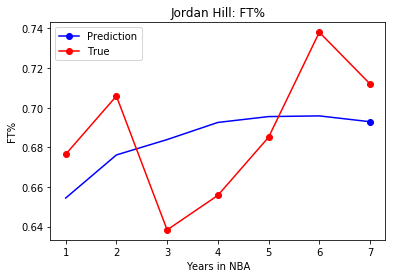 Jordan Hill: FT%
Prediction
True
FT%
0.74
0.72
0.70
0.68
0.66
0.64
1 2 3 4 5 6 7
Years in NBA